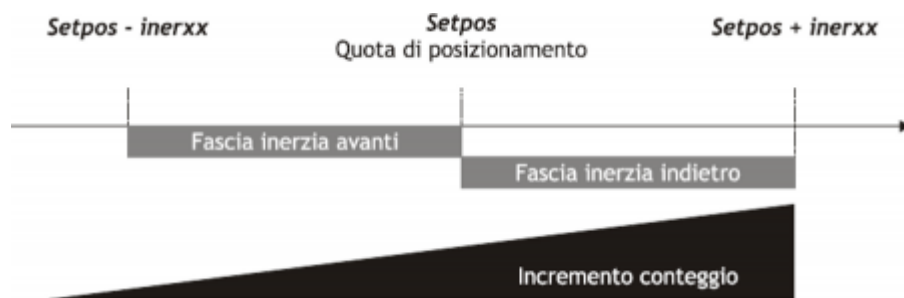 Setpos - inerxx
Setpos
Quota di posizionamento
Setpos + inerxx
Fascia inerzia avanti
Fascia inerzia indietro
Incremento conteggio